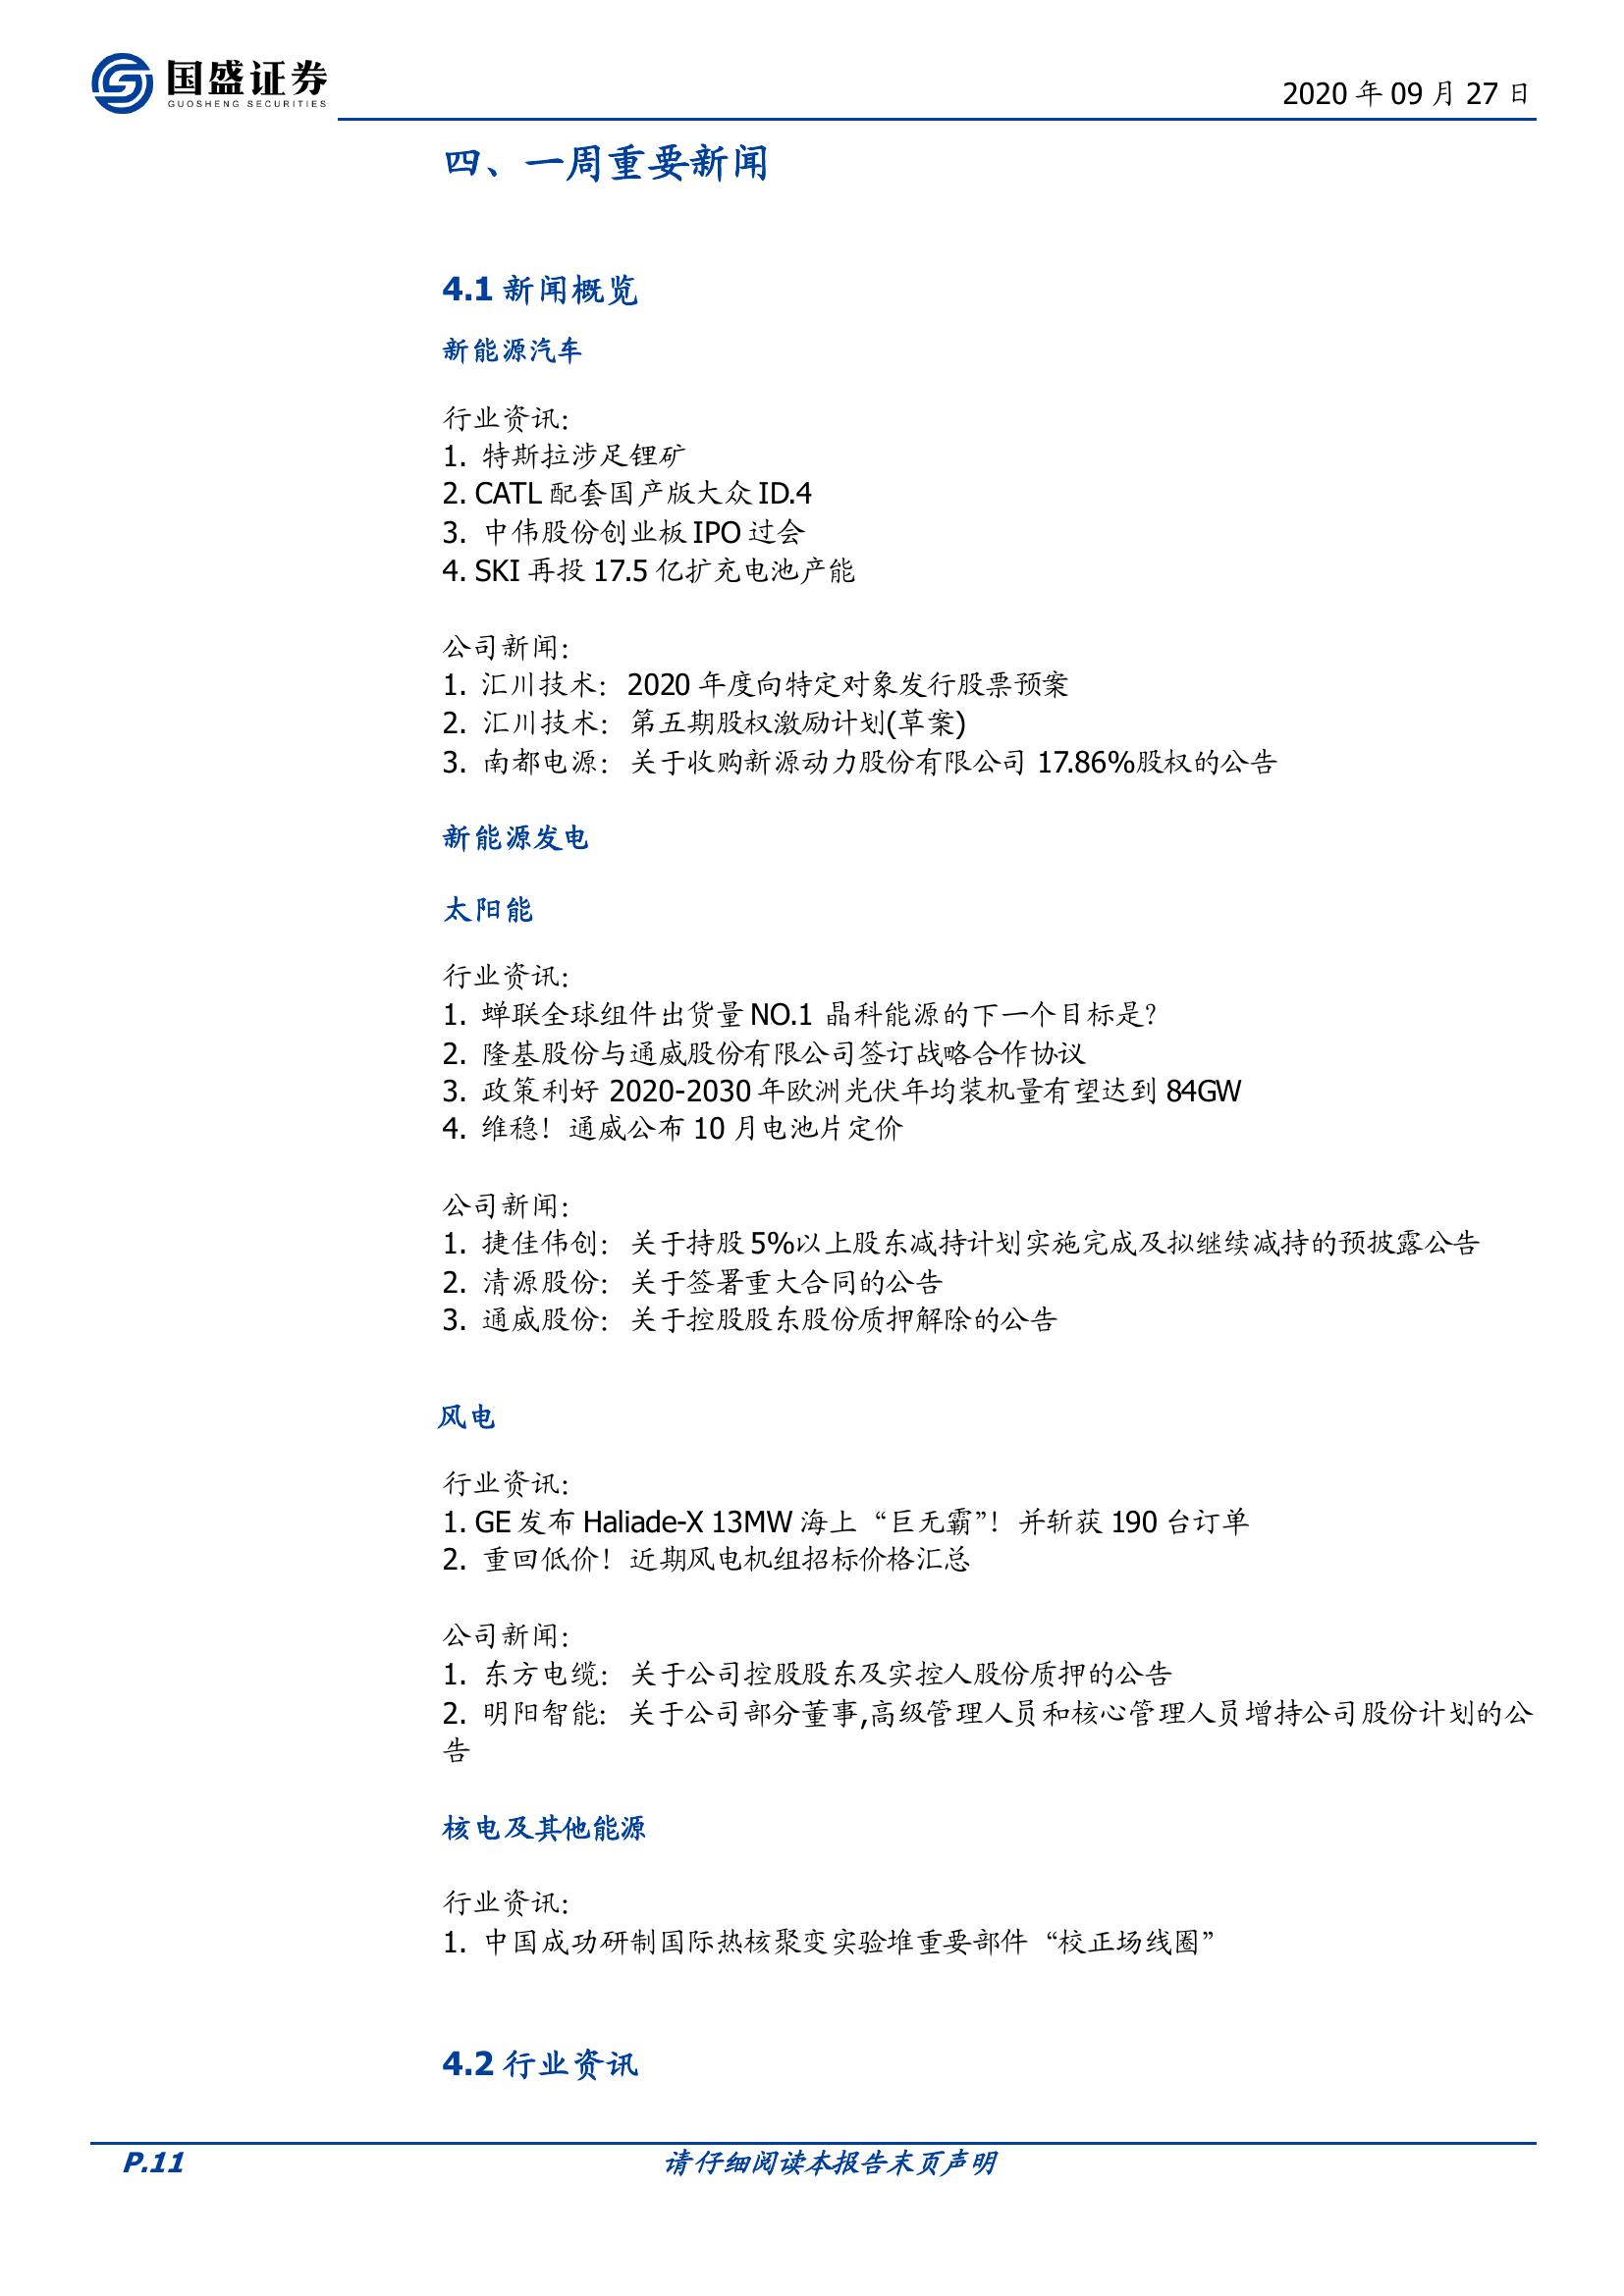 国盛证券
GUOSHENG SECURITIES
2020 年 09 月 27 日
四、一周重要新闻
4.1 新闻概览
新能源汽车
行业资讯：
1. 特斯拉涉足锂矿
2. CATL 配套国产版大众 ID.4
3. 中伟股份创业板 IPO 过会
4. SKI 再投 17.5 亿扩充电池产能
公司新闻：
1. 汇川技术：2020 年度向特定对象发行股票预案
2. 汇川技术：第五期股权激励计划(草案)
3. 南都电源：关于收购新源动力股份有限公司 17.86%股权的公告
新能源发电
太阳能
行业资讯：
1. 蝉联全球组件出货量 NO.1 晶科能源的下一个目标是？
2. 隆基股份与通威股份有限公司签订战略合作协议
3. 政策利好 2020-2030 年欧洲光伏年均装机量有望达到 84GW
4. 维稳！通威公布 10 月电池片定价
公司新闻：
1. 捷佳伟创：关于持股 5%以上股东减持计划实施完成及拟继续减持的预披露公告
2. 清源股份：关于签署重大合同的公告
3. 通威股份：关于控股股东股份质押解除的公告
风电
行业资讯：
1. GE 发布 Haliade-X 13MW 海上“巨无霸”！并斩获 190 台订单
2. 重回低价！近期风电机组招标价格汇总
公司新闻：
1. 东方电缆：关于公司控股股东及实控人股份质押的公告
2. 明阳智能：关于公司部分董事,高级管理人员和核心管理人员增持公司股份计划的公
告
核电及其他能源
行业资讯：
1. 中国成功研制国际热核聚变实验堆重要部件“校正场线圈”
4.2 行业资讯
P.11
请仔细阅读本报告末页声明